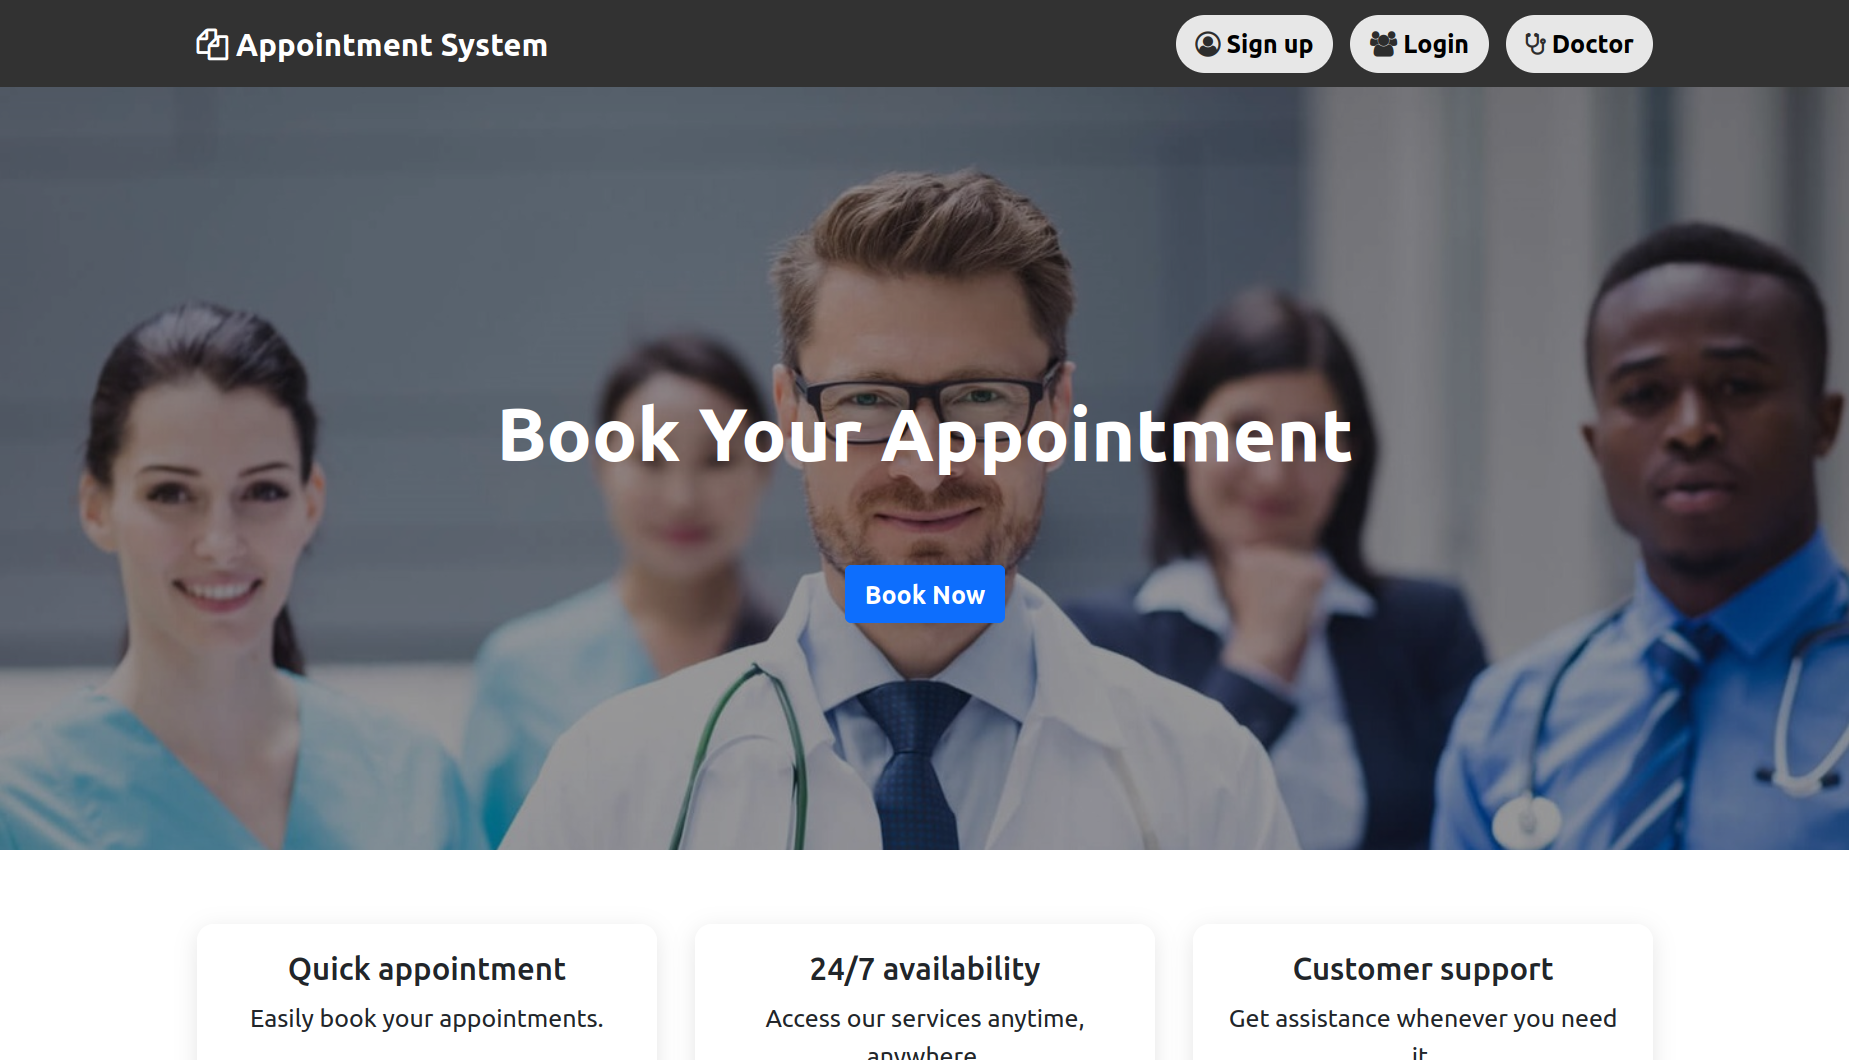 Appointment System
Sign up
Login
Doctor
Book Your Appointment
Book Now
Quick appointment
Easily book your appointments.
24/7 availability
Access our services anytime,
anywhere.
Customer support
Get assistance whenever you need
it.